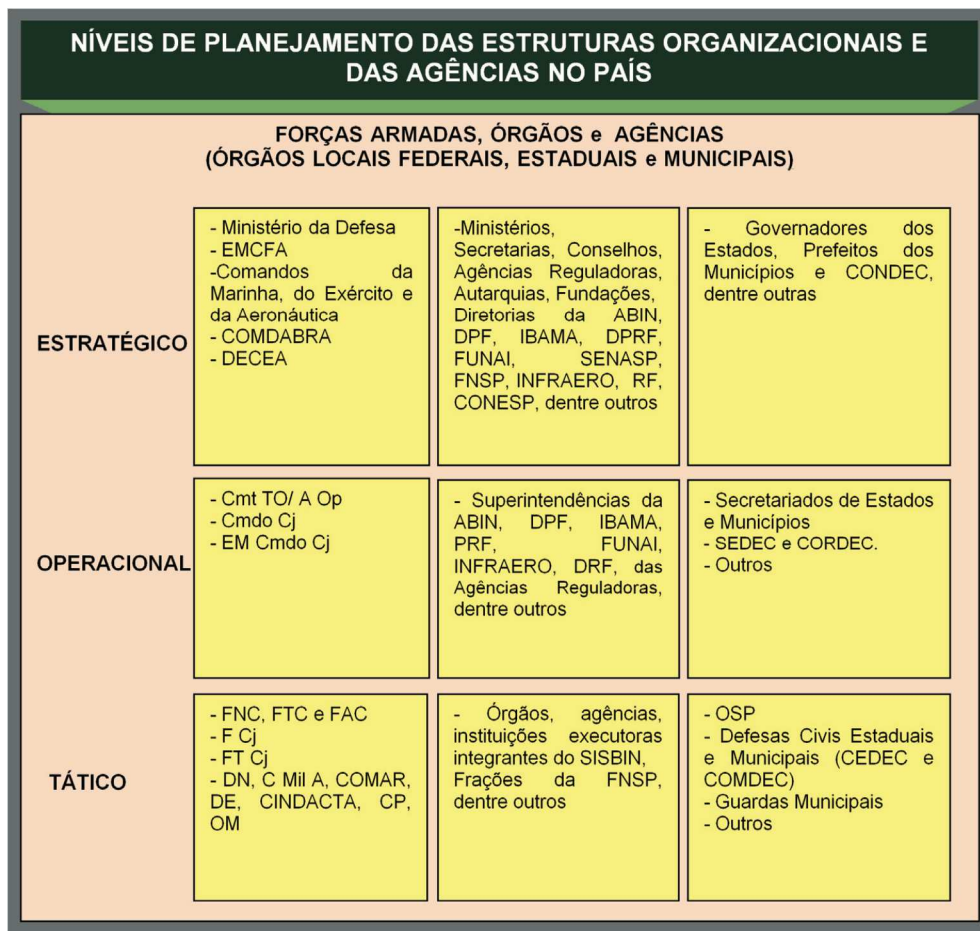 NÍVEIS DE PLANEJAMENTO DAS ESTRUTURAS ORGANIZACIONAIS E
DAS AGÊNCIAS NO PAÍS
FORÇAS ARMADAS, ÓRGÃOS e AGÊNCIAS
(ÓRGÃOS LOCAIS FEDERAIS, ESTADUAIS e MUNICIPAIS)
ESTRATÉGICO
- Ministério da Defesa
- EMCFA
-Comandos da
Marinha, do Exército e
da Aeronáutica
- COMDABRA
- DECEA
-Ministérios,
Secretarias, Conselhos,
Agências Reguladoras,
Autarquias, Fundações,
Diretorias da ABIN,
DPF, IBAMA, DPRF,
FUNAI, SENASP,
FNSP, INFRAERO, RF,
CONESP, dentre outros
- Governadores dos
Estados, Prefeitos dos
Municípios e CONDEC,
dentre outras
OPERACIONAL
- Cmt TO/ A Op
- Cmdo Cj
- EM Cmdo Cj
- Superintendências da
ABIN, DPF, IBAMA,
PRF, FUNAI,
INFRAERO, DRF, das
Agências Reguladoras,
dentre outros
- Secretariados de Estados
e Municípios
- SEDEC e CORDEC.
- Outros
TÁTICO
- FNC, FTC e FAC
- F Cj
- FT Cj
- DN, C Mil A, COMAR,
DE, CINDACTA, CP,
OM
- Órgãos, agências,
instituições executoras
integrantes do SISBIN,
Frações da FNSP,
dentre outros
- OSP
- Defesas Civis Estaduais
e Municipais (CEDEC e
COMDEC)
- Guardas Municipais
- Outros